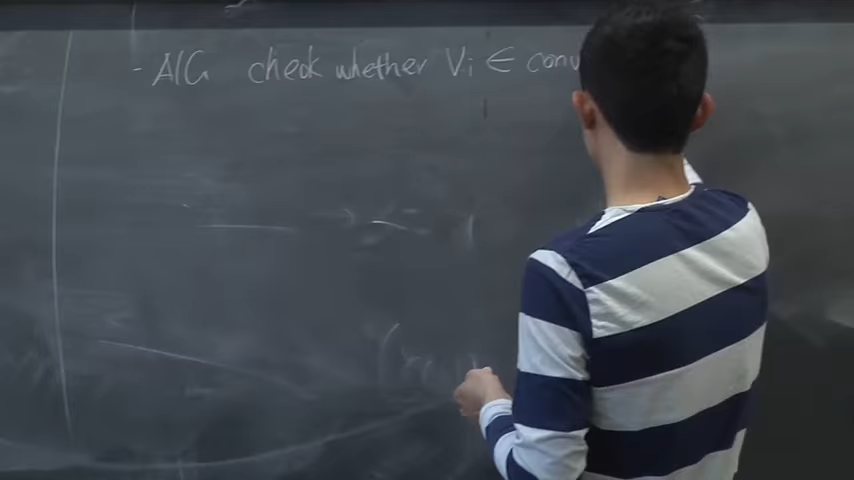 - AlG check whether Vi ∈ conv